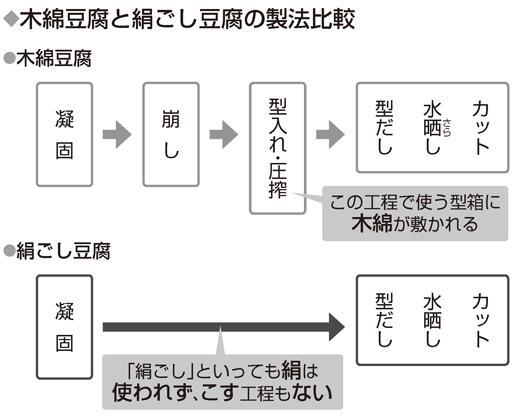 ◆木綿豆腐と絹ごし豆腐の製法比較
●木綿豆腐
凝固
崩し
型入れ・圧搾
カット
水晒し
さら
型だし
この工程で使う型箱に
木綿が敷かれる
●絹ごし豆腐
凝固
カット
水晒し
型だし
「絹ごし」といっても絹は
使われず、こす工程もない